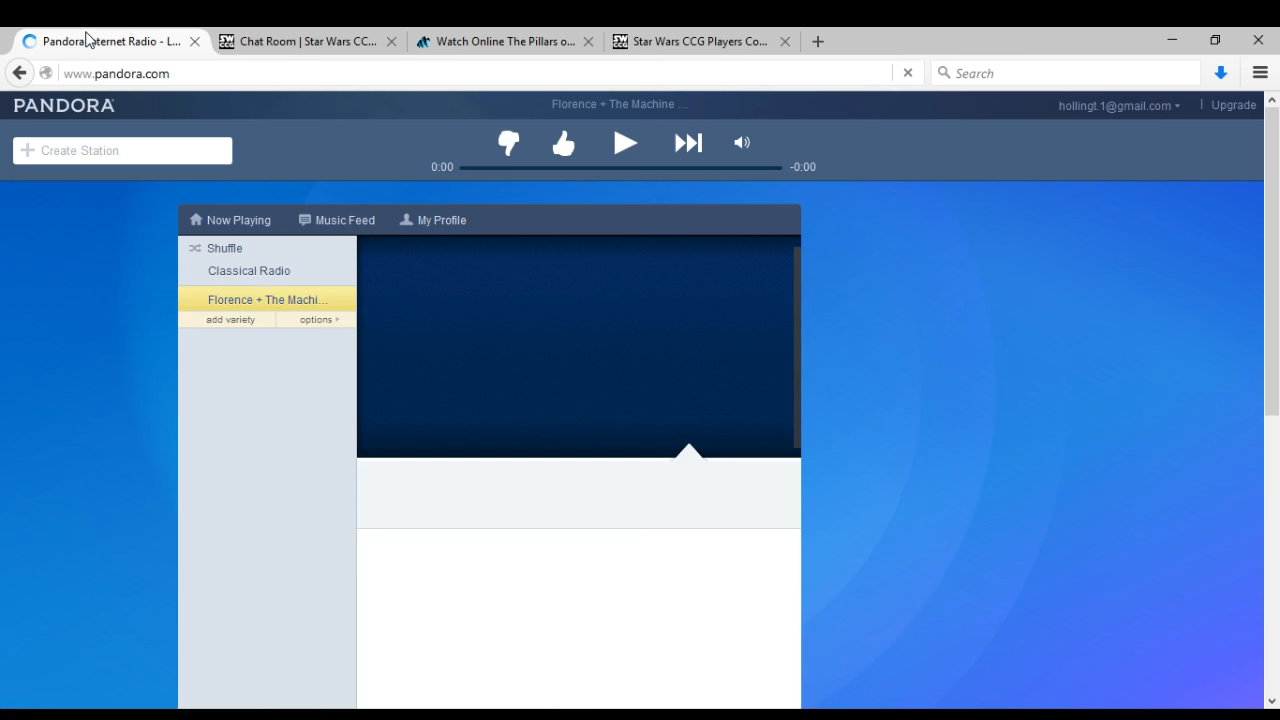 Pandora Internet Radio - L...
Chat Room | Star Wars CC...
Watch Online The Pillars o...
Star Wars CCG Players Co...
www.pandora.com
Search
PANDORA
Florence + The Machine ...
hollingt.1@gmail.com
Upgrade
Create Station
0:00
-0:00
Now Playing
Music Feed
My Profile
Shuffle
Classical Radio
Florence + The Machi...
add variety
options >